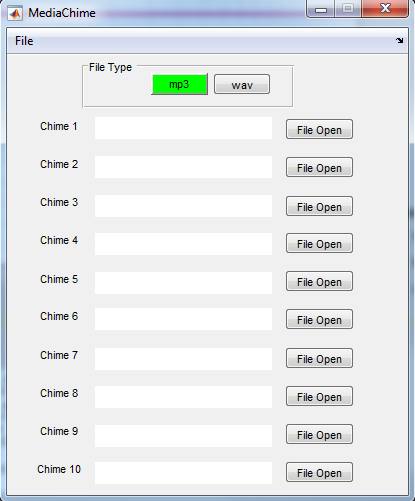 MediaChime
File
File Type
mp3 wav
Chime 1 File Open
Chime 2 File Open
Chime 3 File Open
Chime 4 File Open
Chime 5 File Open
Chime 6 File Open
Chime 7 File Open
Chime 8 File Open
Chime 9 File Open
Chime 10 File Open